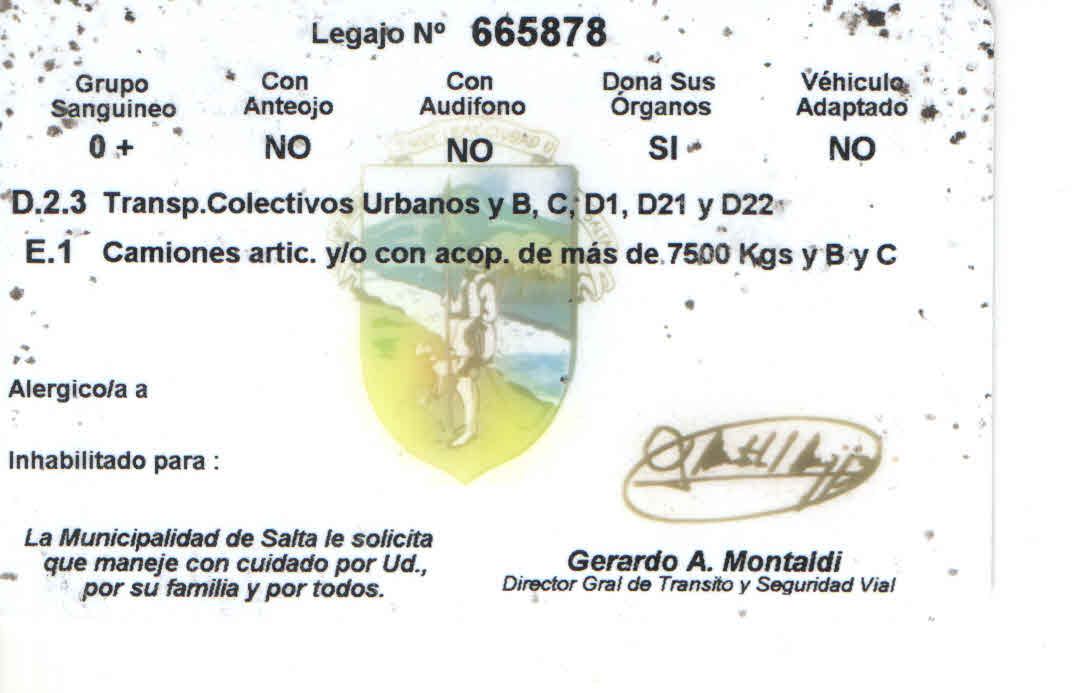 Legajo Nº 665878
Grupo Sanguineo
Con Anteojo
Con Audifono
Dona Sus Órganos
Véhiculo Adaptado
0 + NO NO SI NO
D.2.3 Transp.Colectivos Urbanos y B, C, D1, D21 y D22
E.1 Camiones artic. y/o con acop. de más de 7500 Kgs y B y C
Alergico/a a
Inhabilitado para :
La Municipalidad de Salta le solicita
que maneje con cuidado por Ud.,
por su familia y por todos.
Gerardo A. Montaldi
Director Gral de Transito y Seguridad Vial